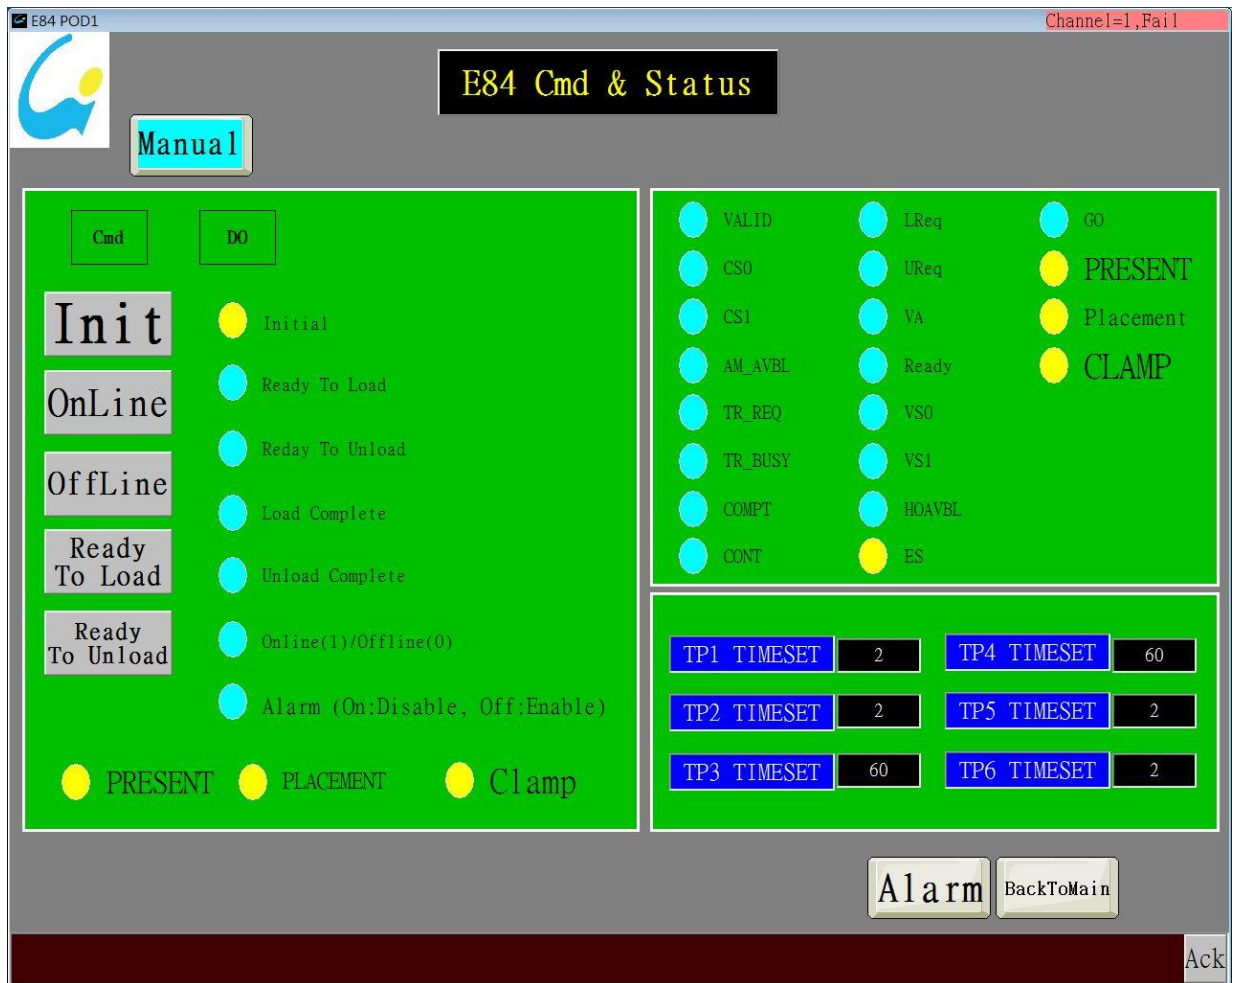 E84 POD1
Channel=1,Fail
E84 Cmd & Status
Manual
Cmd
DO
Init
OnLine
OffLine
Ready
To Load
Ready
To Unload
Initial
Ready To Load
Reday To Unload
Load Complete
Unload Complete
Online(1)/Offline(0)
Alarm (On:Disable, Off:Enable)
PRESENT
PLACEMENT
Clamp
VALID
CS0
CS1
AM_AVBL
TR_REQ
TR_BUSY
COMPT
CONT
LReq
UReq
VA
Ready
VS0
VS1
HOAVBL
ES
GO
PRESENT
Placement
CLAMP
TP1 TIMESET 2
TP4 TIMESET 60
TP2 TIMESET 2
TP5 TIMESET 2
TP3 TIMESET 60
TP6 TIMESET 2
Alarm
BackToMain
Ack